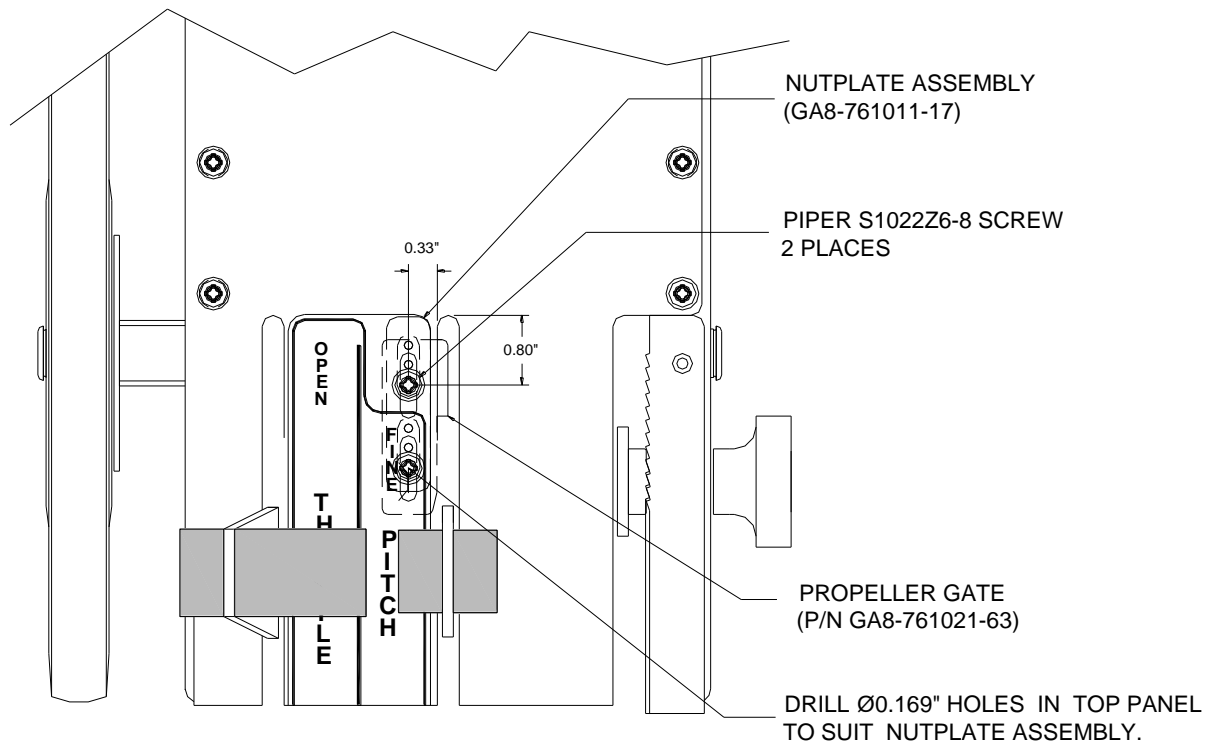 NUTPLATE ASSEMBLY
(GA8-761011-17)
PIPER S1022Z6-8 SCREW
2 PLACES
0.33"
0.80"
OPEN
FINE
PITCH
PROPELLER GATE
(P/N GA8-761021-63)
DRILL Ø0.169" HOLES IN TOP PANEL
TO SUIT NUTPLATE ASSEMBLY.